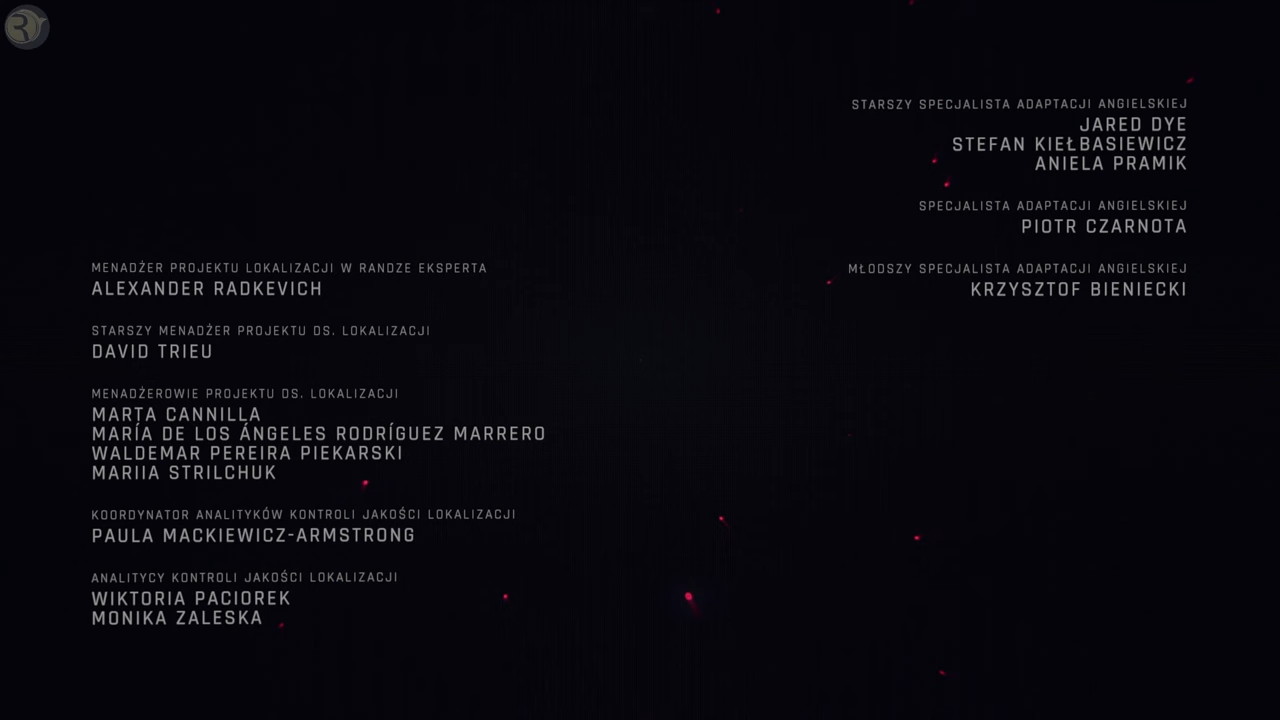 STARSZY SPECJALISTA ADAPTACJI ANGIELSKIEJ
JARED DYE
STEFAN KIEŁBASIEWICZ
ANIELA PRAMIK
SPECJALISTA ADAPTACJI ANGIELSKIEJ
PIOTR CZARNOTA
MŁODSZY SPECJALISTA ADAPTACJI ANGIELSKIEJ
KRZYSZTOF BIENIECKI
MENADŻER PROJEKTU LOKALIZACJI W RANDZE EKSPERTA
ALEXANDER RADKEVICH
STARSZY MENADŻER PROJEKTU DS. LOKALIZACJI
DAVID TRIEU
MENADŻEROWIE PROJEKTU DS. LOKALIZACJI
MARTA CANNILLA
MARÍA DE LOS ÁNGELES RODRÍGUEZ MARRERO
WALDEMAR PEREIRA PIEKARSKI
MARIIA STRILCHUK
KOORDYNATOR ANALITYKÓW KONTROLI JAKOŚCI LOKALIZACJI
PAULA MACKIEWICZ-ARMSTRONG
ANALITYCY KONTROLI JAKOŚCI LOKALIZACJI
WIKTORIA PACIOREK
MONIKA ZALESKA